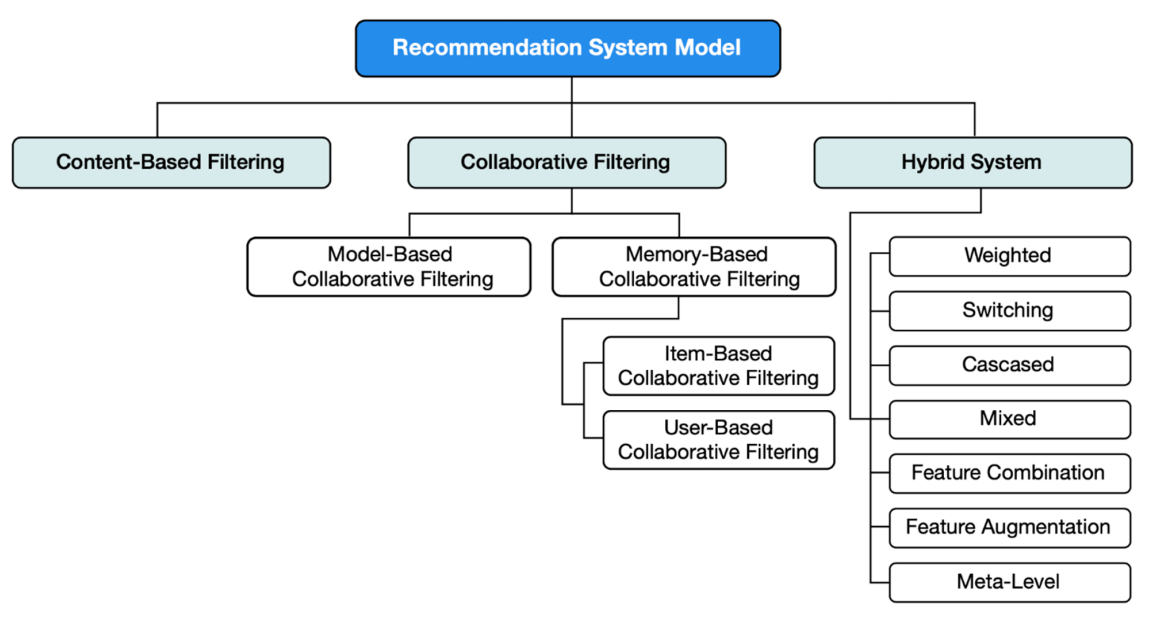 Recommendation System Model
Content-Based Filtering
Collaborative Filtering
Hybrid System
Model-Based
Collaborative Filtering
Memory-Based
Collaborative Filtering
Item-Based
Collaborative Filtering
User-Based
Collaborative Filtering
Weighted
Switching
Cascased
Mixed
Feature Combination
Feature Augmentation
Meta-Level